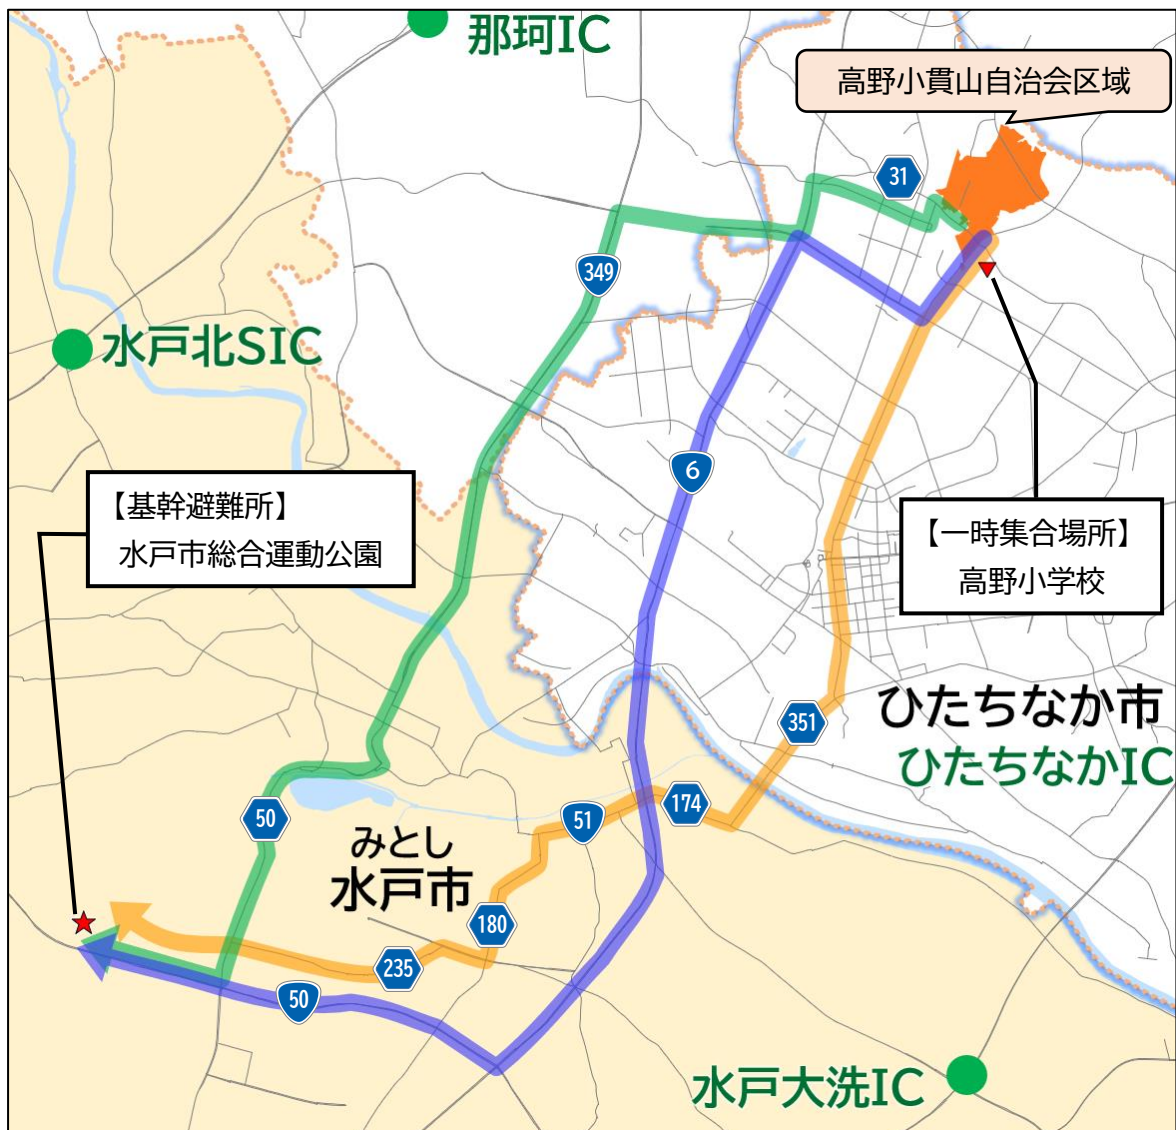 那珂IC
高野小貫山自治会区域
31
349
水戸北SIC
6
【基幹避難所】
水戸市総合運動公園
【一時集合場所】
高野小学校
ひたちなか市
ひたちなかIC
351
174
51
50
みとし
水戸市
180
235
50
水戸大洗IC